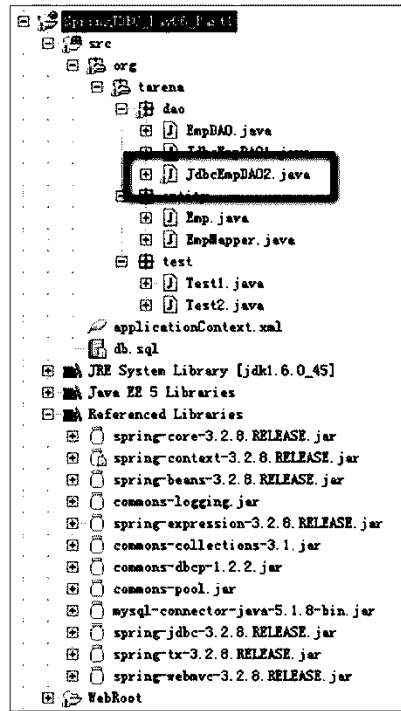 SpringJDBC_Day06_Part1
src
org
tarena
dao
EmpDAO.java
JdbcEmpDAO1.java
JdbcEmpDAO2.java
entity
Emp.java
EmpMapper.java
test
Test1.java
Test2.java
applicationContext.xml
db.sql
JRE System Library [jdk1.6.0_45]
Java EE 5 Libraries
Referenced Libraries
spring-core-3.2.8.RELEASE.jar
spring-context-3.2.8.RELEASE.jar
spring-beans-3.2.8.RELEASE.jar
commons-logging.jar
spring-expression-3.2.8.RELEASE.jar
commons-collections-3.1.jar
commons-dbcp-1.2.2.jar
commons-pool.jar
mysql-connector-java-5.1.8-bin.jar
spring-jdbc-3.2.8.RELEASE.jar
spring-tx-3.2.8.RELEASE.jar
spring-webmvc-3.2.8.RELEASE.jar
WebRoot